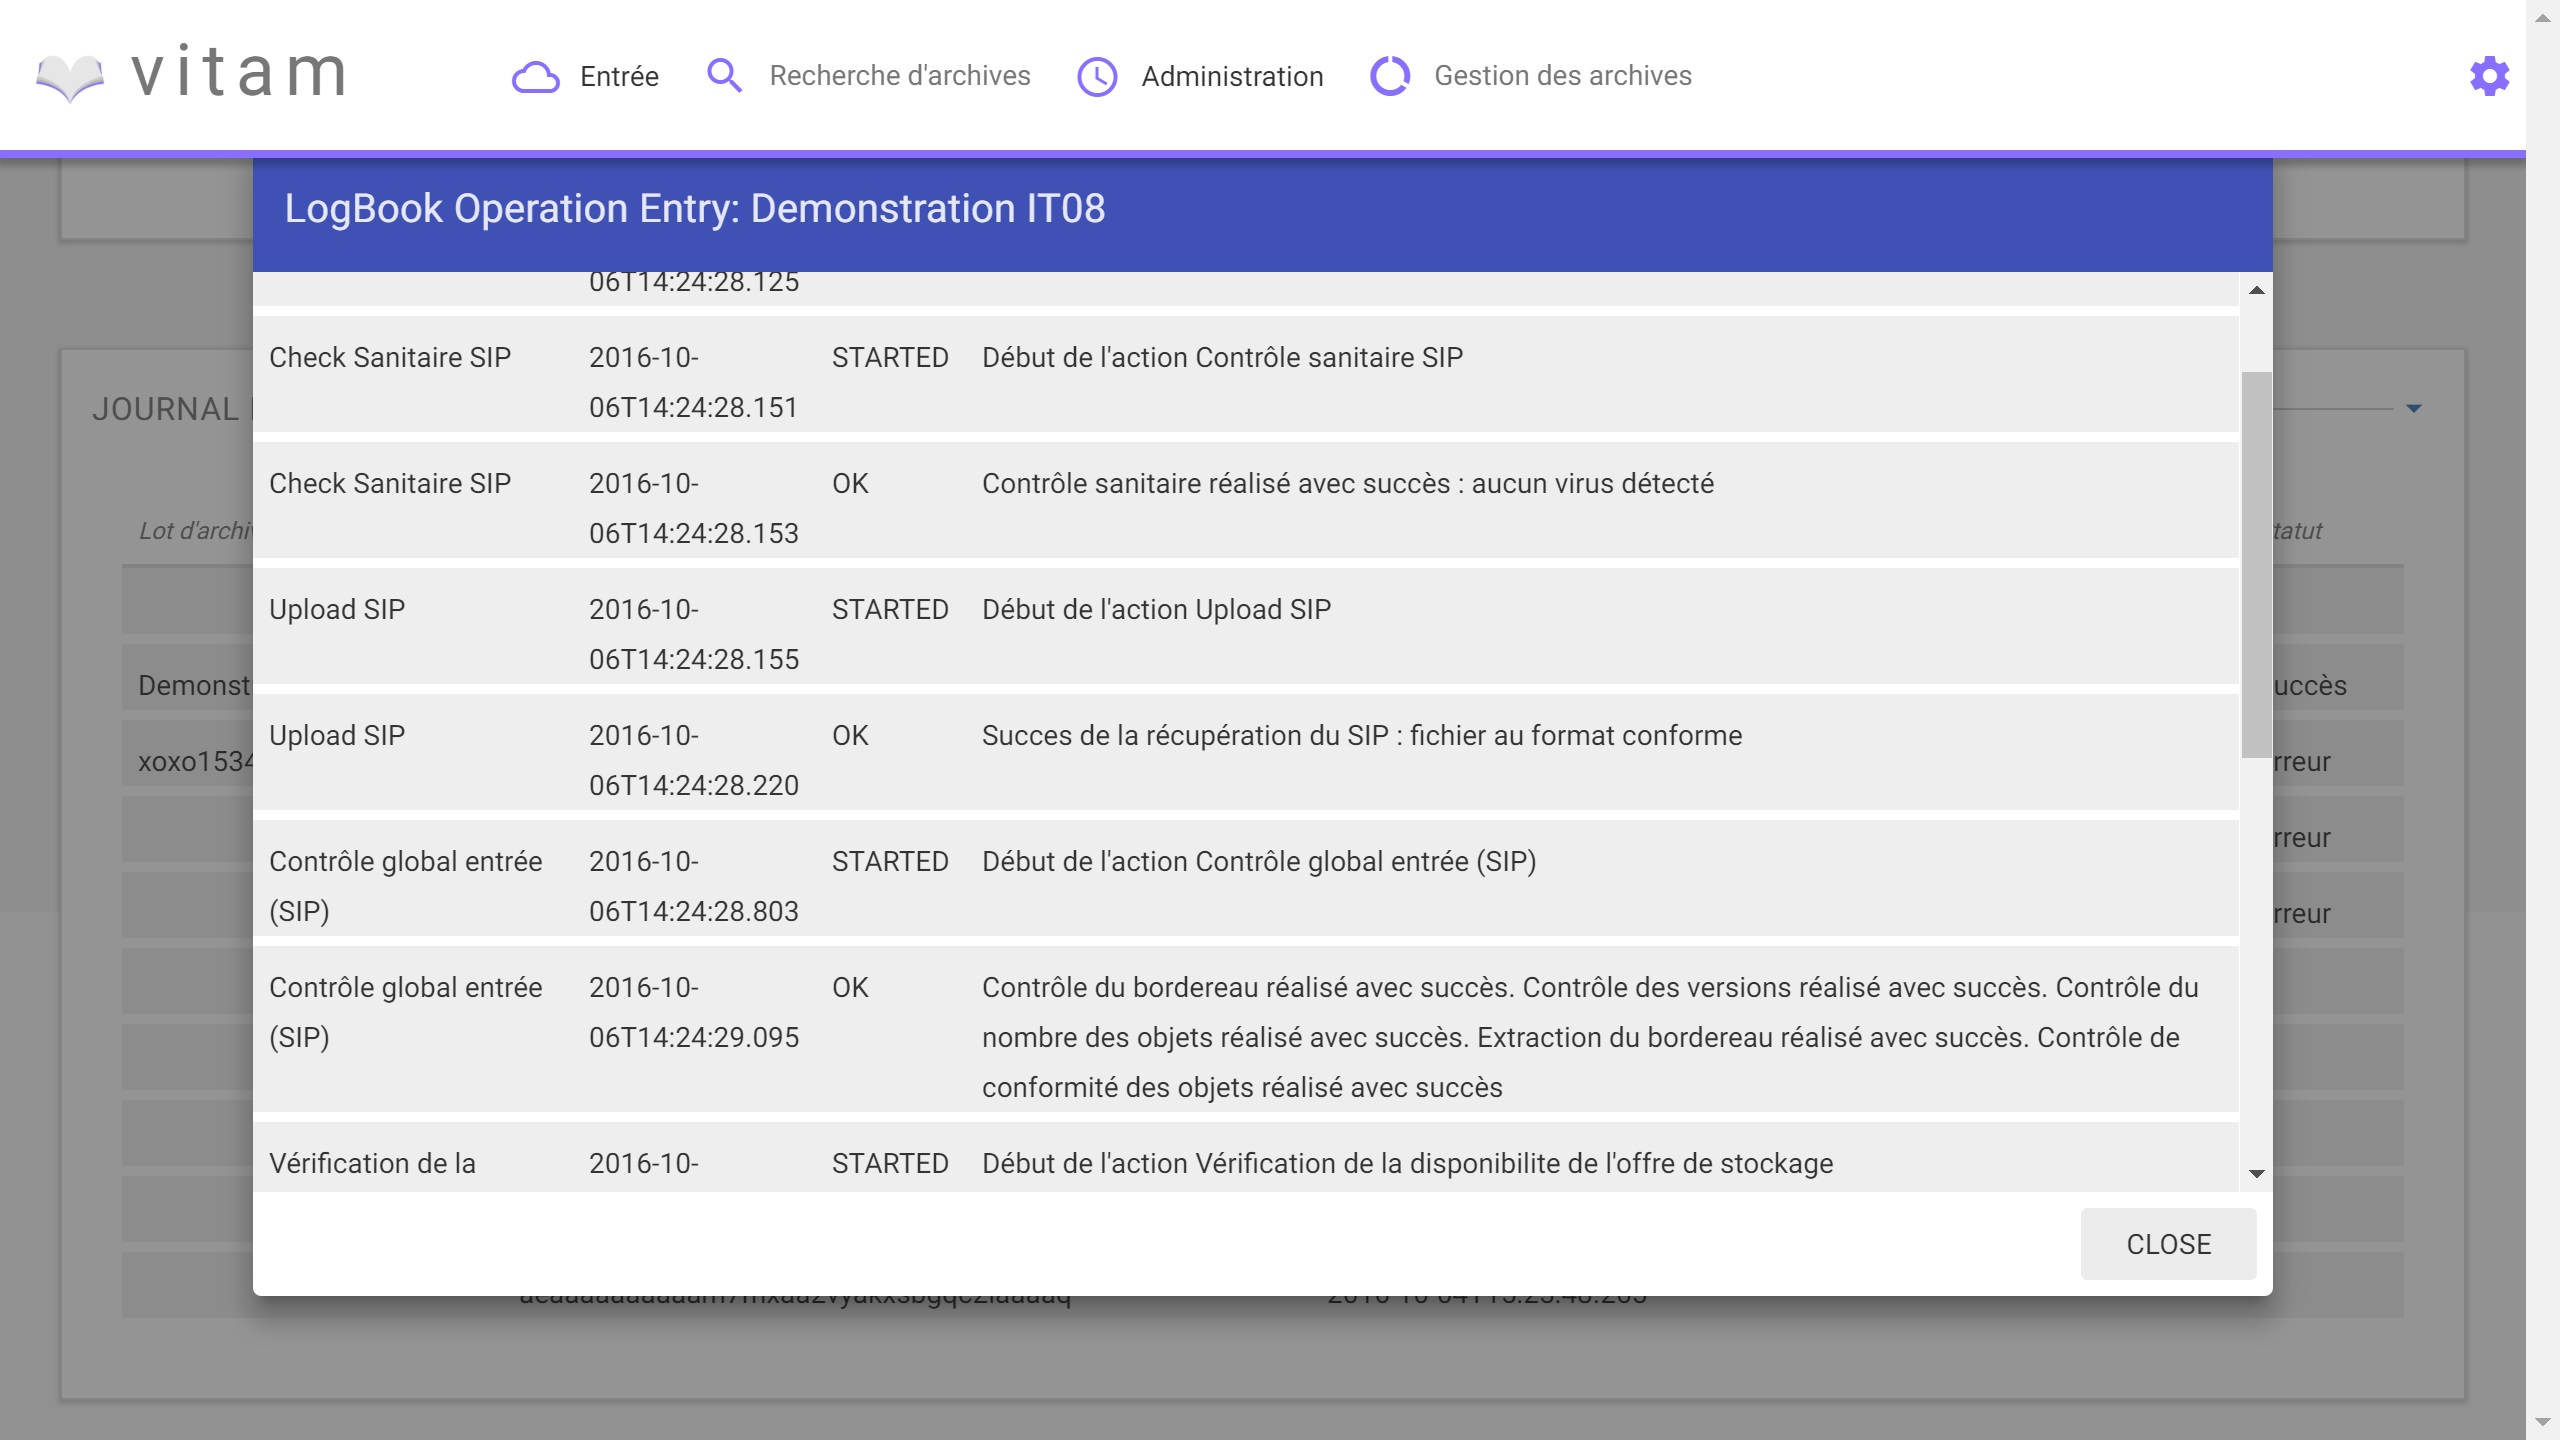 vitam
Entrée
Recherche d'archives
Administration
Gestion des archives
LogBook Operation Entry: Demonstration IT08
06T14:24:28.125
Check Sanitaire SIP 2016-10- STARTED Début de l'action Contrôle sanitaire SIP
06T14:24:28.151
Check Sanitaire SIP 2016-10- OK Contrôle sanitaire réalisé avec succès : aucun virus détecté
06T14:24:28.153
Upload SIP 2016-10- STARTED Début de l'action Upload SIP
06T14:24:28.155
Upload SIP 2016-10- OK Succes de la récupération du SIP : fichier au format conforme
06T14:24:28.220
Contrôle global entrée 2016-10- STARTED Début de l'action Contrôle global entrée (SIP)
(SIP) 06T14:24:28.803
Contrôle global entrée 2016-10- OK Contrôle du bordereau réalisé avec succès. Contrôle des versions réalisé avec succès. Contrôle du
(SIP) 06T14:24:29.095 nombre des objets réalisé avec succès. Extraction du bordereau réalisé avec succès. Contrôle de
conformité des objets réalisé avec succès
Vérification de la 2016-10- STARTED Début de l'action Vérification de la disponibilite de l'offre de stockage
CLOSE
JOURNAL
Lot d'archi
tatut
Demonst
uccès
xoxo1534
rreur
rreur
rreur